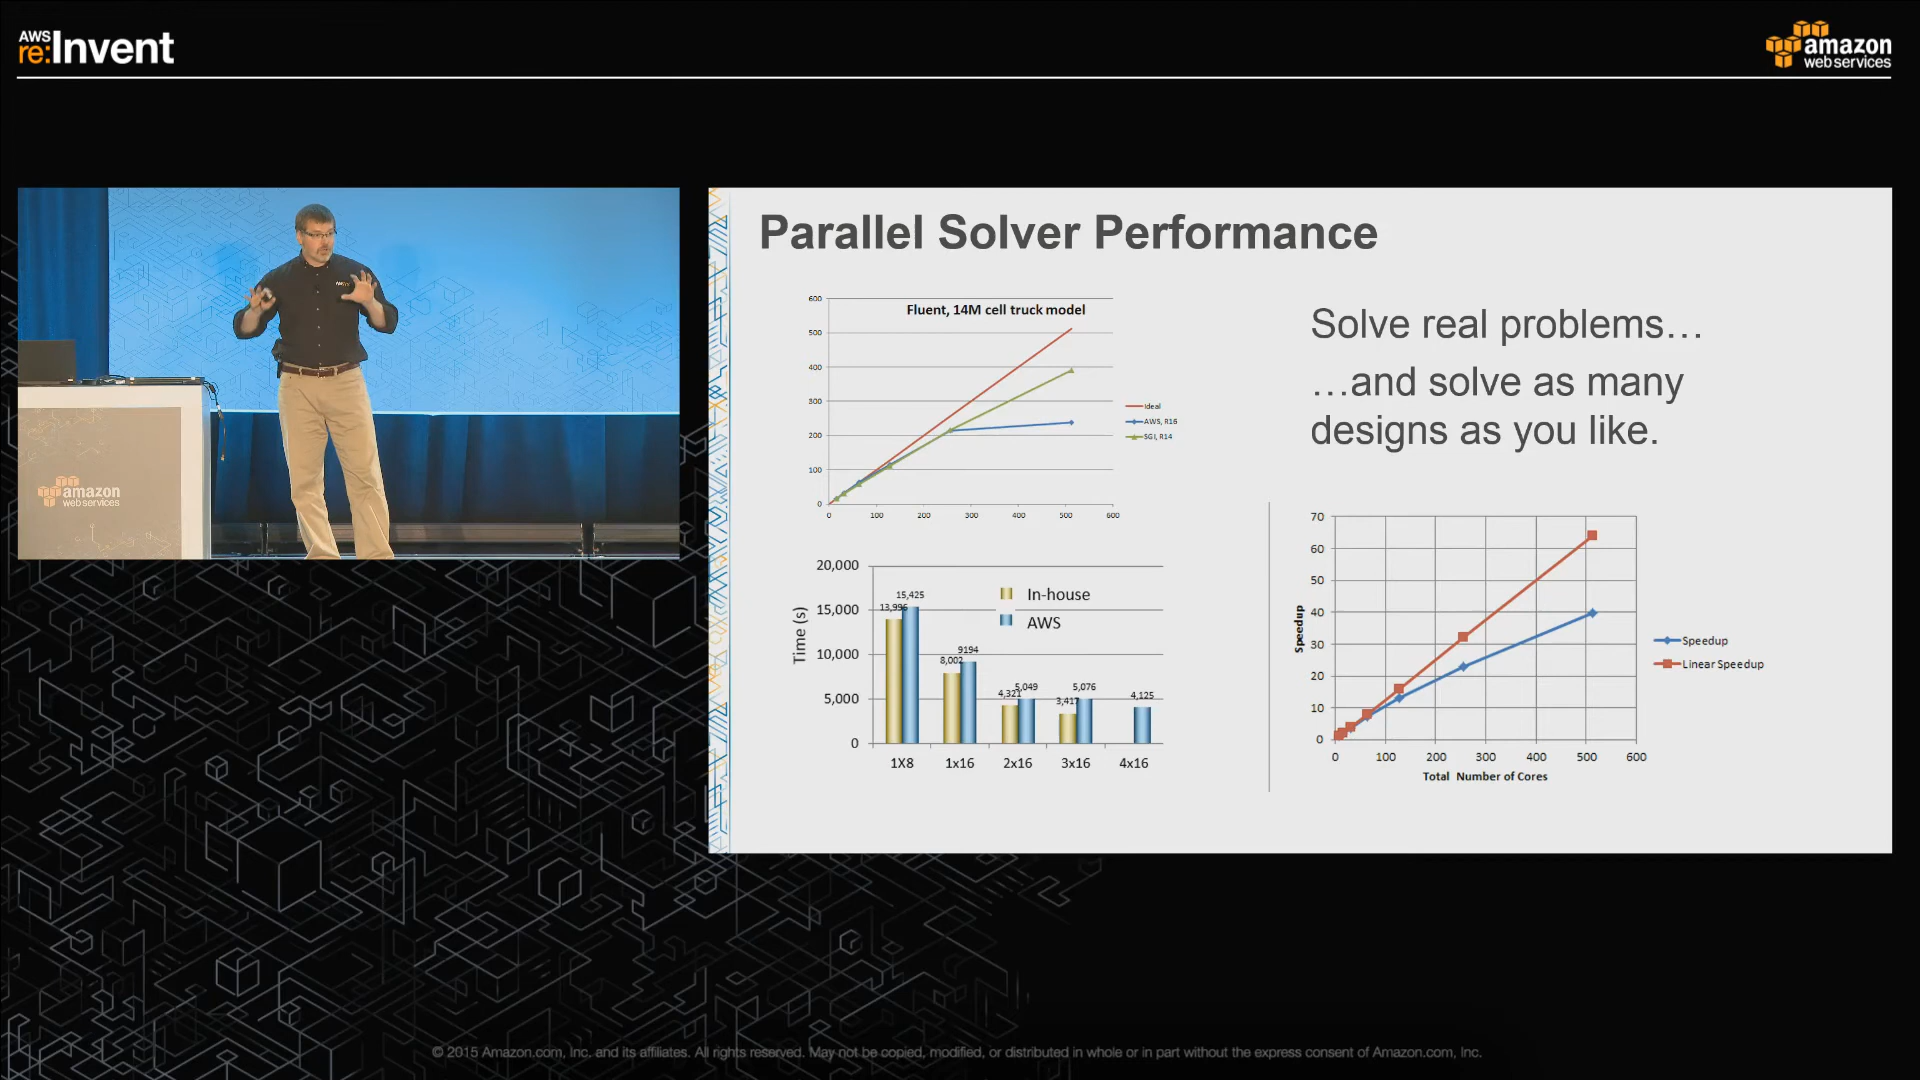 AWS
re:Invent
amazon
web services
amazon
web services
Parallel Solver Performance
Fluent, 14M cell truck model
600
500
400
300
200
100
0
0 100 200 300 400 500 600
Ideal
AWS, R16
SGI, R14
Solve real problems…
…and solve as many
designs as you like.
20,000
15,000
10,000
5,000
0
Time (s)
In-house
AWS
13,996
15,425
8,002
9194
4,321
5,049
3,417
5,076
4,125
1X8 1x16 2x16 3x16 4x16
70
60
50
40
30
20
10
0
Speedup
0 100 200 300 400 500 600
Total Number of Cores
Speedup
Linear Speedup
© 2015 Amazon.com, Inc. and its affiliates. All rights reserved. May not be copied, modified, or distributed in whole or in part without the express consent of Amazon.com, Inc.